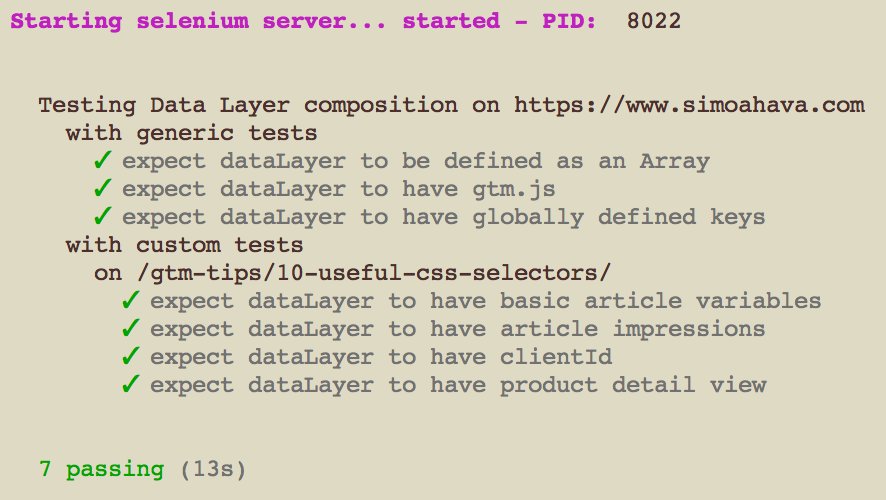 Starting selenium server... started - PID:  8022
Testing Data Layer composition on https://www.simoahava.com
with generic tests
✓ expect dataLayer to be defined as an Array
✓ expect dataLayer to have gtm.js
✓ expect dataLayer to have globally defined keys
with custom tests
on /gtm-tips/10-useful-css-selectors/
✓ expect dataLayer to have basic article variables
✓ expect dataLayer to have article impressions
✓ expect dataLayer to have clientId
✓ expect dataLayer to have product detail view
7 passing (13s)